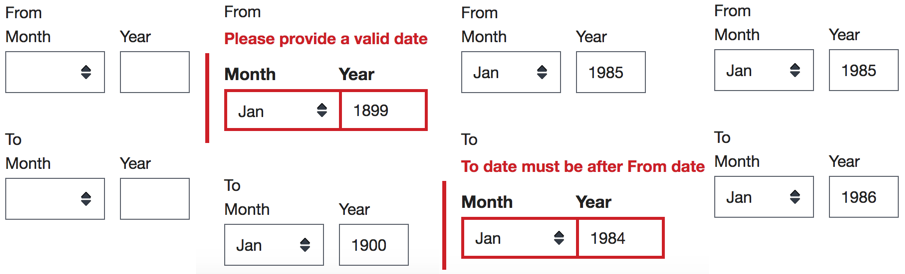 From
Month Year
To
Month Year
From
Please provide a valid date
Month Year
Jan 1899
To
Month Year
Jan 1900
From
Month Year
Jan 1985
To
To date must be after From date
Month Year
Jan 1984
From
Month Year
Jan 1985
To
Month Year
Jan 1986